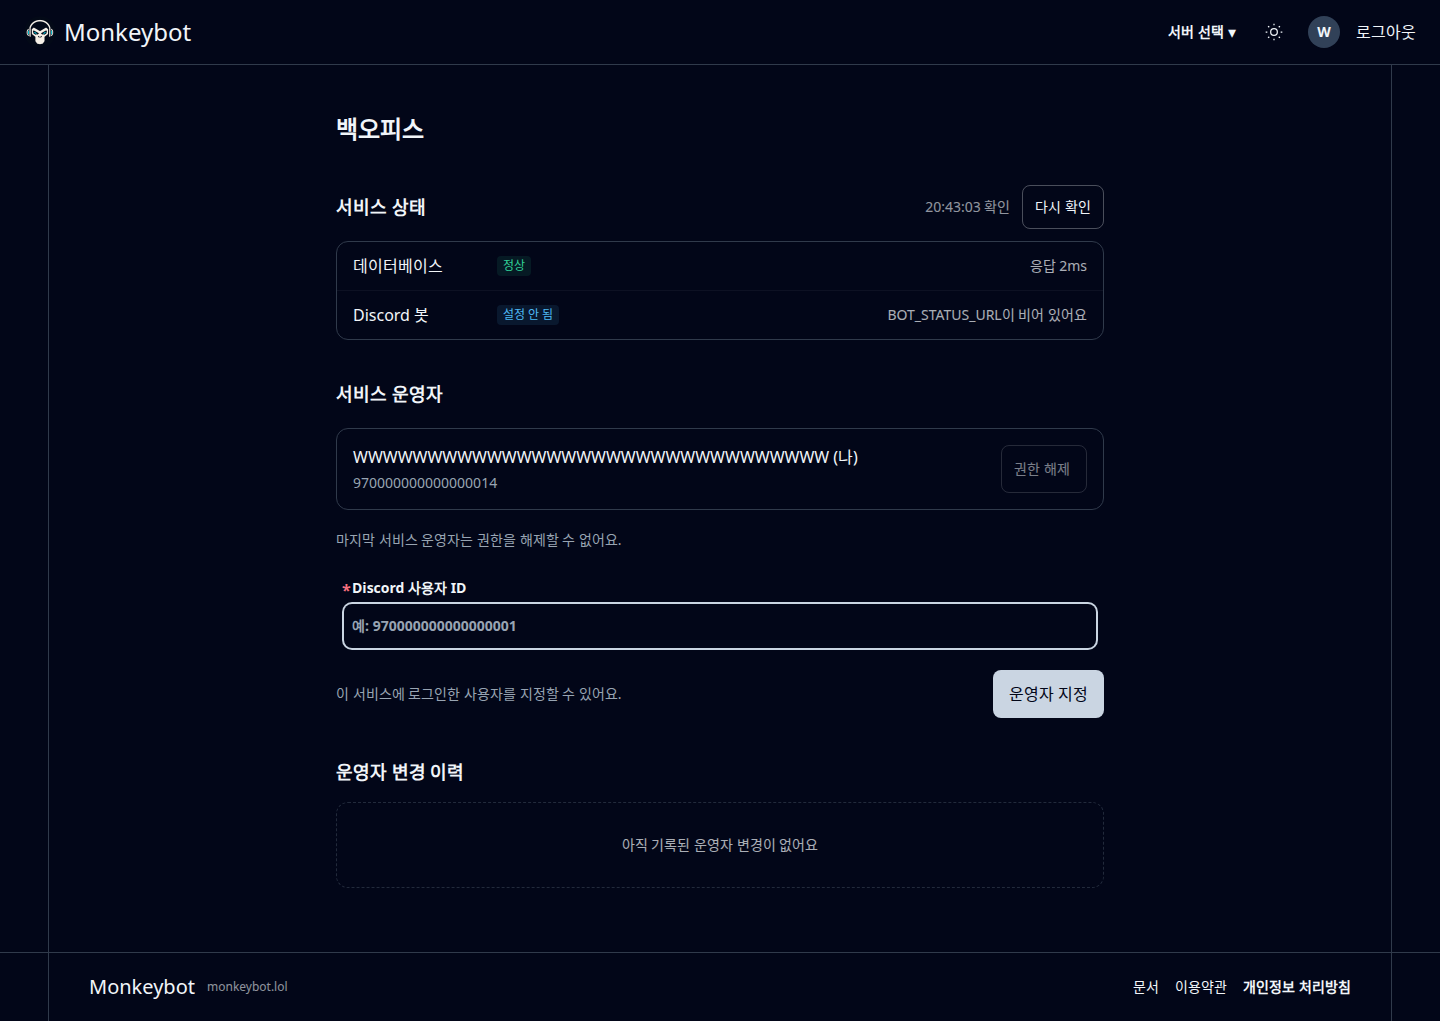 Monkeybot
서버 선택 ▾
W
로그아웃
백오피스
서비스 상태
20:43:03 확인
다시 확인
데이터베이스
정상
응답 2ms
Discord 봇
설정 안 됨
BOT_STATUS_URL이 비어 있어요
서비스 운영자
WWWWWWWWWWWWWWWWWWWWWWWWWWWWWWWW (나)
970000000000000014
권한 해제
마지막 서비스 운영자는 권한을 해제할 수 없어요.
*Discord 사용자 ID
예: 970000000000000001
이 서비스에 로그인한 사용자를 지정할 수 있어요.
운영자 지정
운영자 변경 이력
아직 기록된 운영자 변경이 없어요
Monkeybot
monkeybot.lol
문서
이용약관
개인정보 처리방침